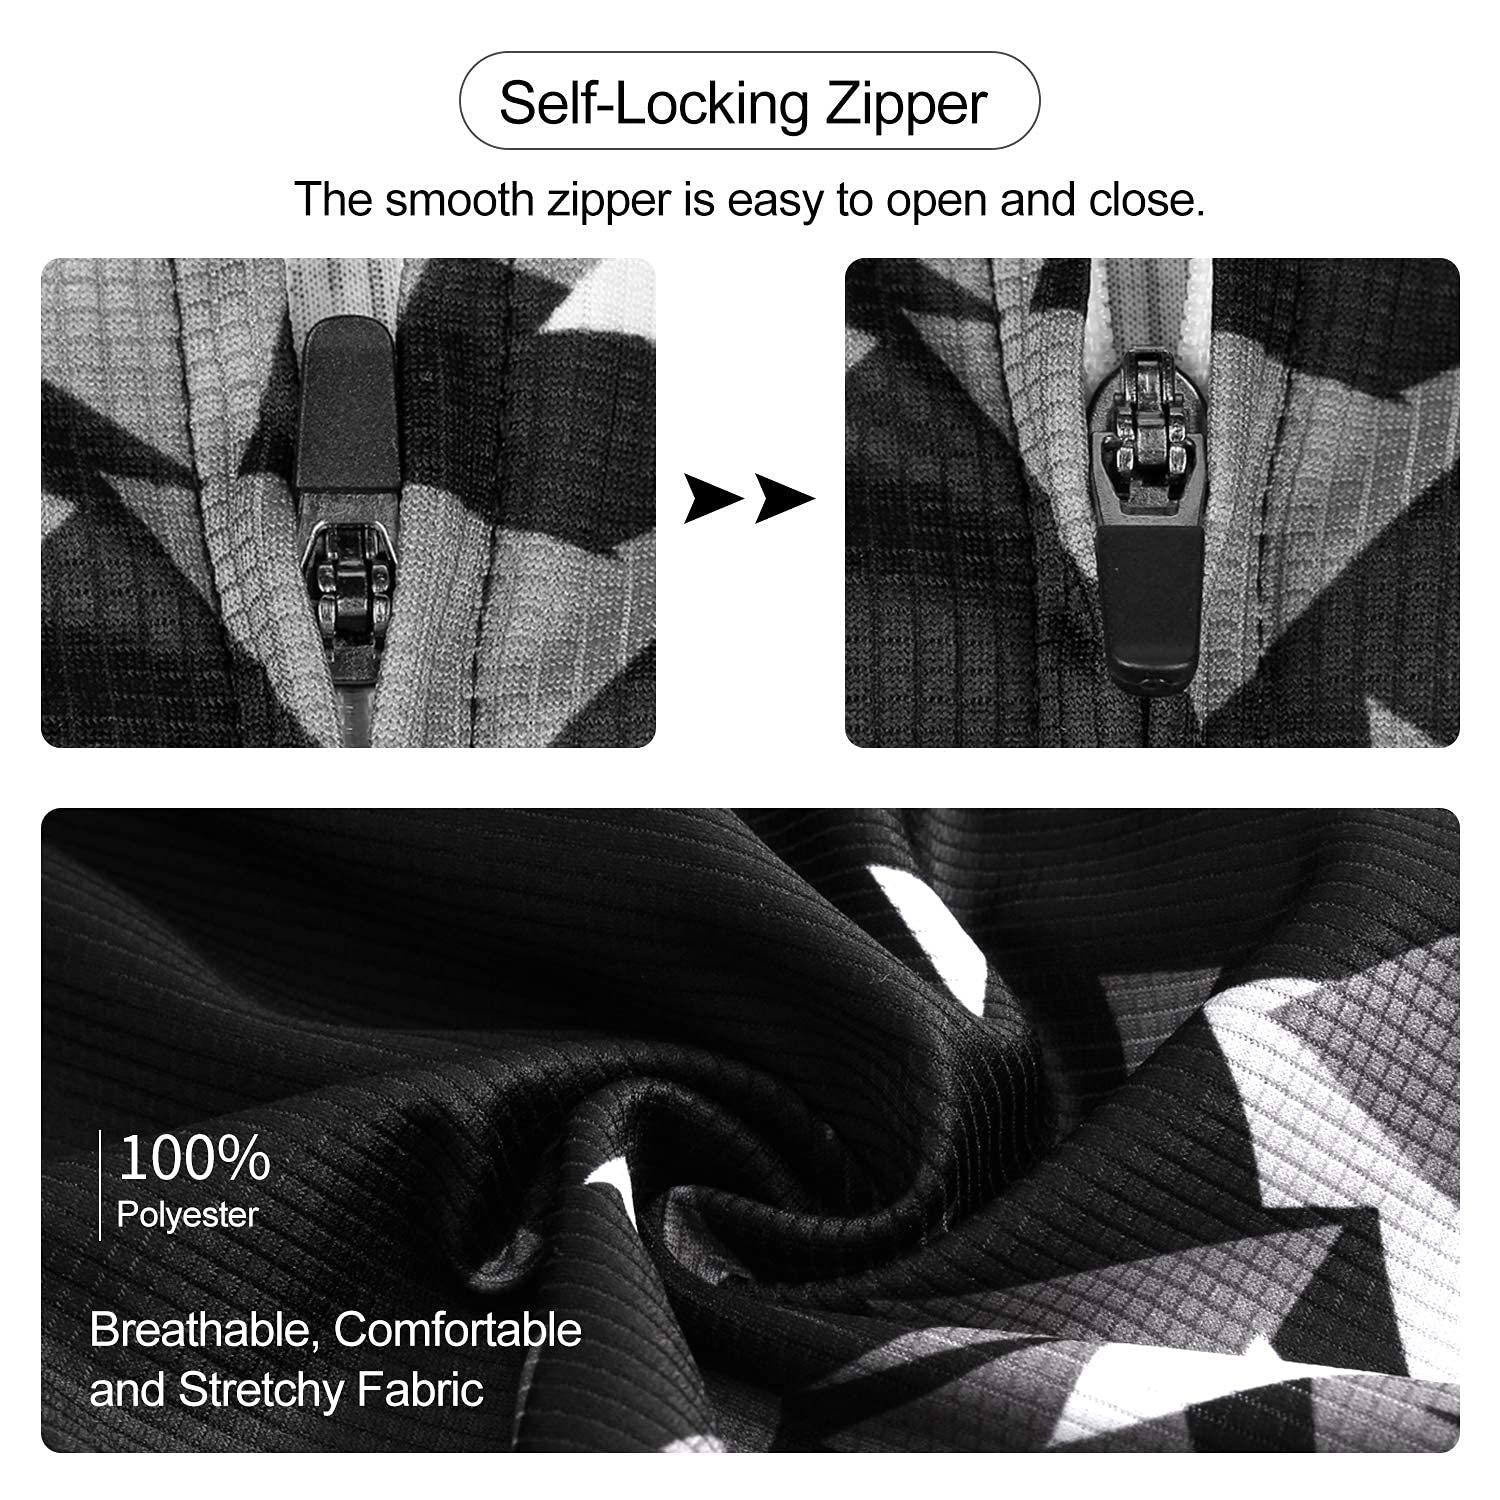 Self-Locking Zipper
The smooth zipper is easy to open and close.
100%
Polyester
Breathable, Comfortable
and Stretchy Fabric